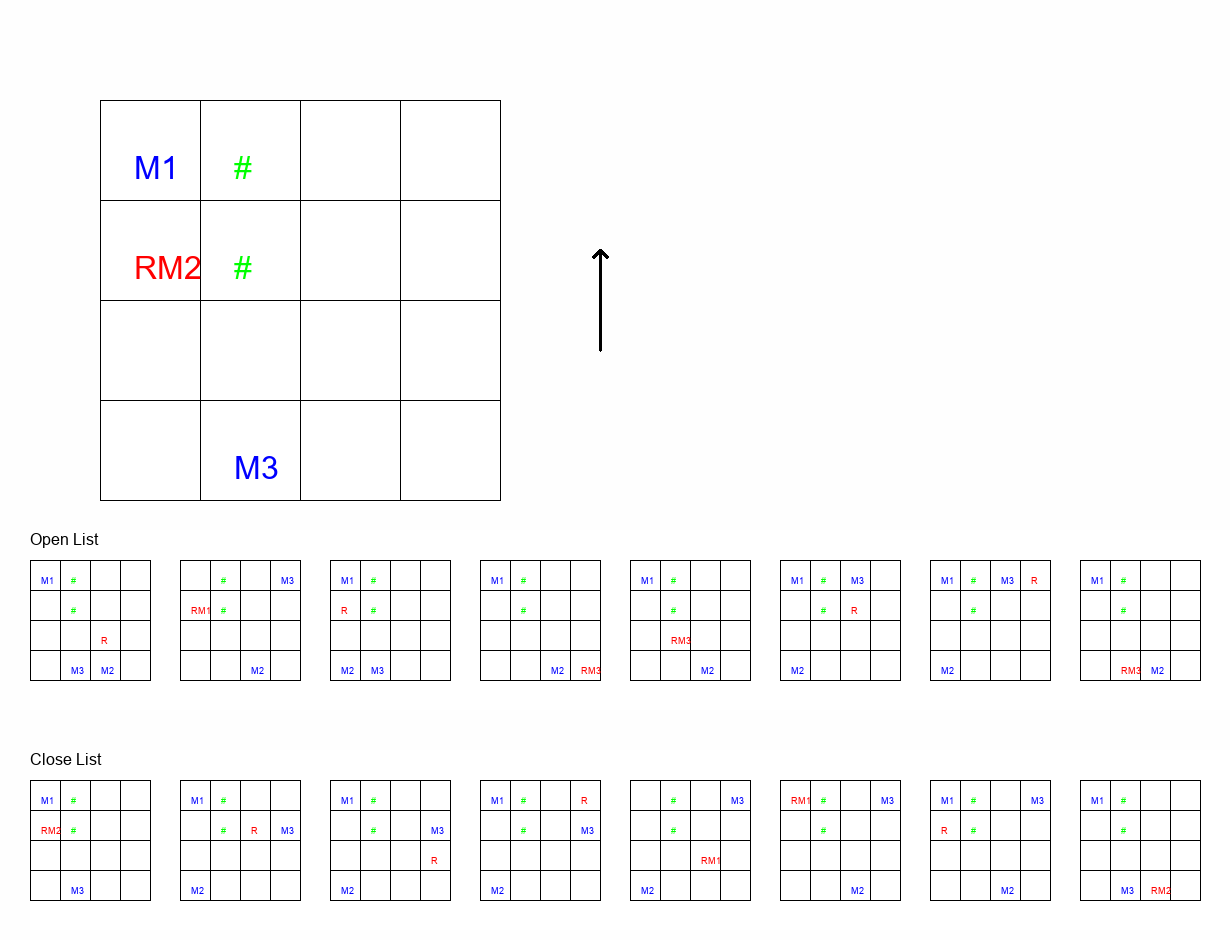 M1 #
RM2 #
M3
Open List
M1 # # M3 M1 # M1 # M1 # M1 # M3 M1 # M3 R M1 #
# RM1 # R # # # # R # #
R RM3
M3 M2 M2 M2 M3 M2 RM3 M2 M2 M2 RM3 M2
Close List
M1 # M1 # M1 # M1 # R # M3 RM1 # M3 M1 # M3 M1 #
RM2 # # R M3 # M3 # M3 # # R # #
R RM1
M3 M2 M2 M2 M2 M2 M2 M3 RM2